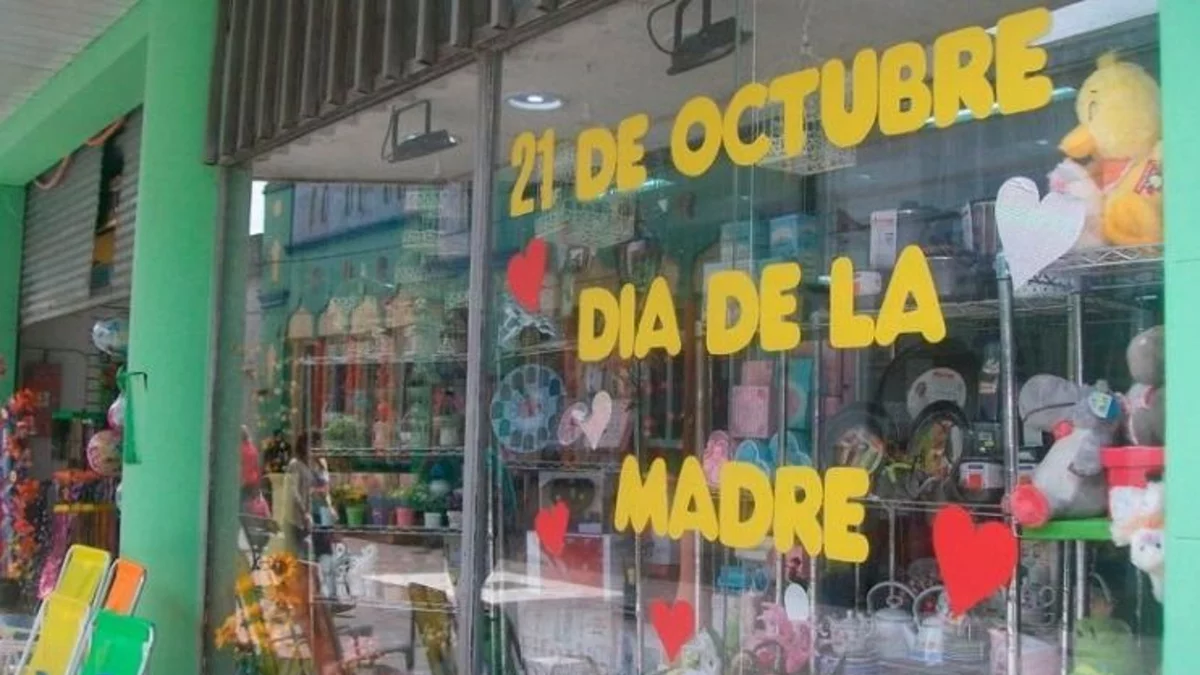 21 DE OCTUBRE
DIA DE LA
MADRE